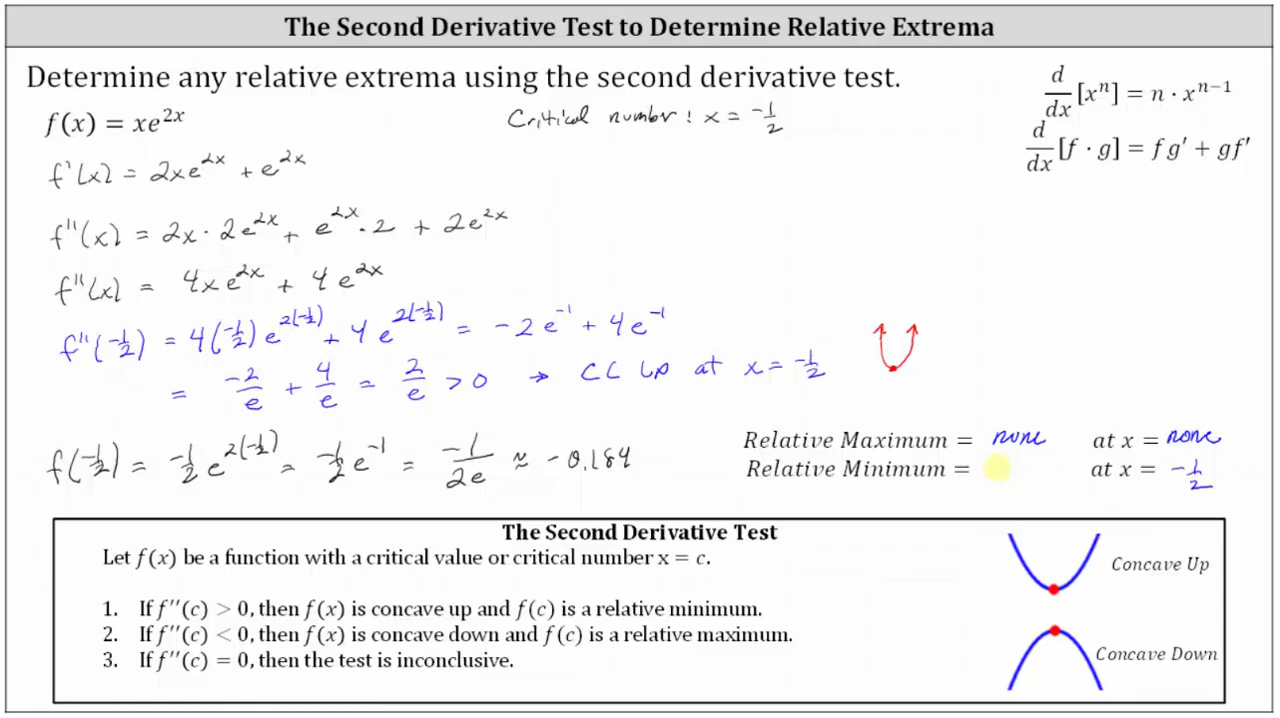 The Second Derivative Test to Determine Relative Extrema
Determine any relative extrema using the second derivative test.
f(x) = xe^{2x}
Critical number: x = -1/2
d/dx [x^n] = n · x^{n-1}
d/dx [f · g] = fg' + gf'
f'(x) = 2xe^{2x} + e^{2x}
f''(x) = 2x · 2e^{2x} + e^{2x} · 2 + 2e^{2x}
f''(x) = 4xe^{2x} + 4e^{2x}
f''(-1/2) = 4(-1/2)e^{2(-1/2)} + 4e^{2(-1/2)} = -2e^{-1} + 4e^{-1}
= -2/e + 4/e = 2/e > 0 → CC up at x = -1/2
f(-1/2) = -1/2 e^{2(-1/2)} = -1/2 e^{-1} = -1/2e ≈ -0.184
Relative Maximum = none at x = none
Relative Minimum = at x = -1/2
The Second Derivative Test
Let f(x) be a function with a critical value or critical number x = c.
1. If f''(c) > 0, then f(x) is concave up and f(c) is a relative minimum.
2. If f''(c) < 0, then f(x) is concave down and f(c) is a relative maximum.
3. If f''(c) = 0, then the test is inconclusive.
Concave Up
Concave Down